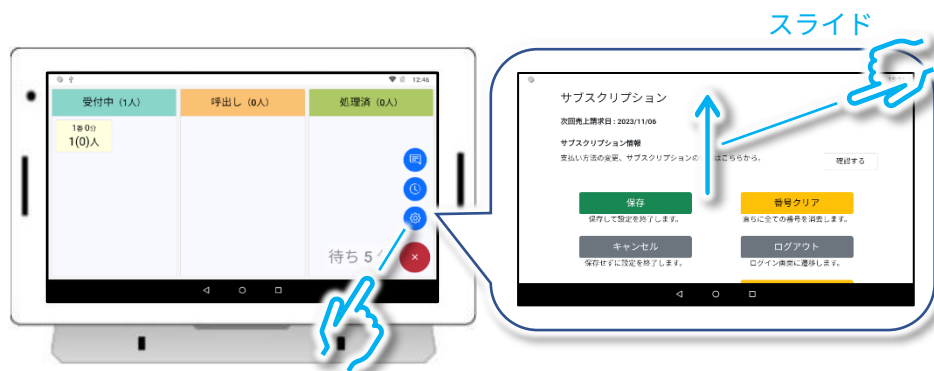 スライド
12:46
受付中（1人）
呼出し（0人）
処理済（0人）
1番 0分
1(0)人
待ち 5
×
サブスクリプション
次回売上請求日 : 2023/11/06
サブスクリプション情報
支払い方法の変更、サブスクリプションの
はこちらから。
確認する
保存
保存して設定を終了します。
番号クリア
直ちに全ての番号を消去します。
キャンセル
保存せずに設定を終了します。
ログアウト
ログイン画面に遷移します。